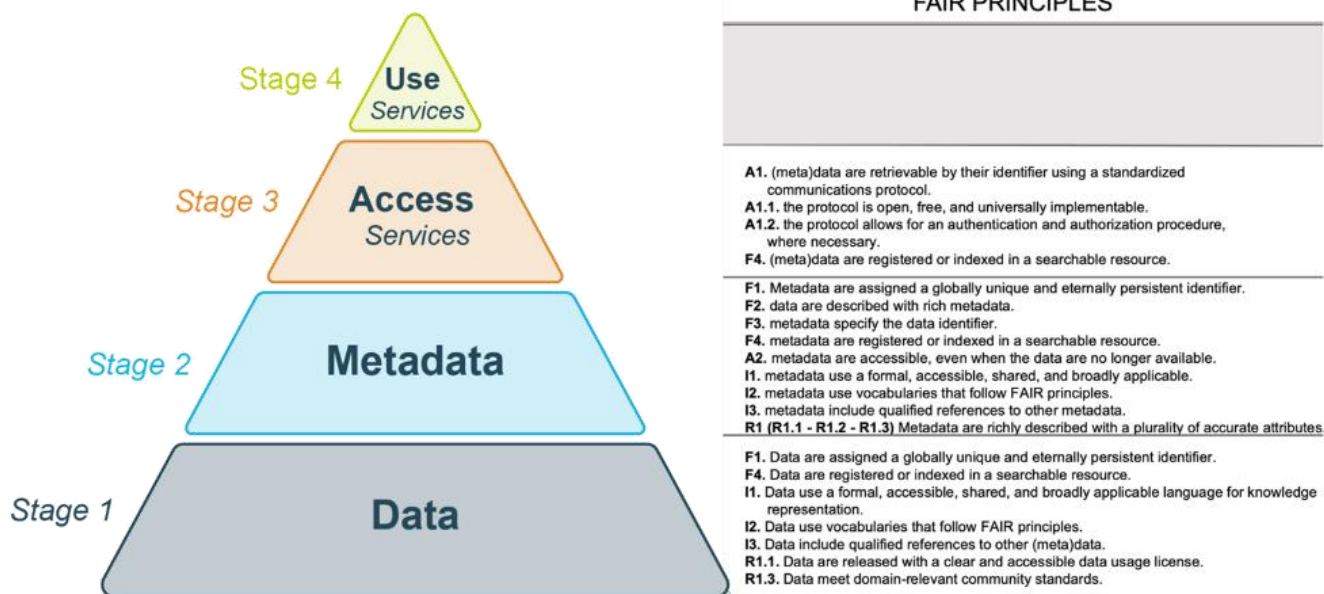 FAIR PRINCIPLES
Stage 4
Use
Services
Stage 3
Access
Services
A1. (meta)data are retrievable by their identifier using a standardized
communications protocol.
A1.1. the protocol is open, free, and universally implementable.
A1.2. the protocol allows for an authentication and authorization procedure,
where necessary.
F4. (meta)data are registered or indexed in a searchable resource.
Stage 2
Metadata
F1. Metadata are assigned a globally unique and eternally persistent identifier.
F2. data are described with rich metadata.
F3. metadata specify the data identifier.
F4. metadata are registered or indexed in a searchable resource.
A2. metadata are accessible, even when the data are no longer available.
I1. metadata use a formal, accessible, shared, and broadly applicable.
I2. metadata use vocabularies that follow FAIR principles.
I3. metadata include qualified references to other metadata.
R1 (R1.1 - R1.2 - R1.3) Metadata are richly described with a plurality of accurate attributes.
Stage 1
Data
F1. Data are assigned a globally unique and eternally persistent identifier.
F4. Data are registered or indexed in a searchable resource.
I1. Data use a formal, accessible, shared, and broadly applicable language for knowledge
representation.
I2. Data use vocabularies that follow FAIR principles.
I3. Data include qualified references to other (meta)data.
R1.1. Data are released with a clear and accessible data usage license.
R1.3. Data meet domain-relevant community standards.